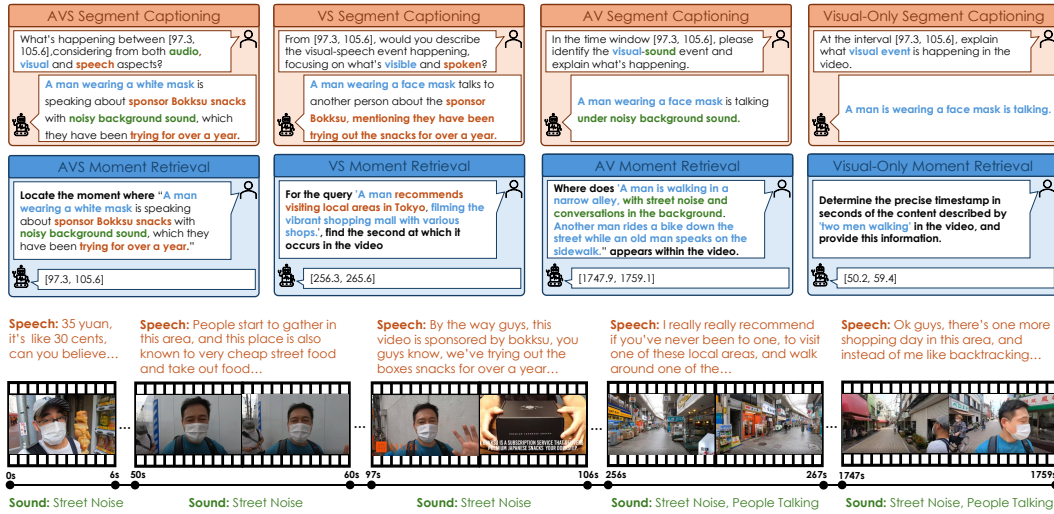 AVS Segment Captioning
What's happening between [97.3,
105.6],considering from both audio,
visual and speech aspects?
A man wearing a white mask is
speaking about sponsor Bokksu snacks
with noisy background sound, which
they have been trying for over a year.
VS Segment Captioning
From [97.3, 105.6], would you describe
the visual-speech event happening,
focusing on what's visible and spoken?
A man wearing a face mask talks to
another person about the sponsor
Bokksu, mentioning they have been
trying out the snacks for over a year.
AV Segment Captioning
In the time window [97.3, 105.6], please
identify the visual-sound event and
explain what's happening.
A man wearing a face mask is talking
under noisy background sound.
Visual-Only Segment Captioning
At the interval [97.3, 105.6], explain
what visual event is happening in the
video.
A man is wearing a face mask is talking.
AVS Moment Retrieval
Locate the moment where "A man
wearing a white mask is speaking
about sponsor Bokksu snacks with
noisy background sound, which they
have been trying for over a year."
[97.3, 105.6]
VS Moment Retrieval
For the query 'A man recommends
visiting local areas in Tokyo, filming the
vibrant shopping mall with various
shops.', find the second at which it
occurs in the video
[256.3, 265.6]
AV Moment Retrieval
Where does 'A man is walking in a
narrow alley, with street noise and
conversations in the background.
Another man rides a bike down the
street while an old man speaks on the
sidewalk." appears within the video.
[1747.9, 1759.1]
Visual-Only Moment Retrieval
Determine the precise timestamp in
seconds of the content described by
'two men walking' in the video, and
provide this information.
[50.2, 59.4]
Speech: 35 yuan,
it's like 30 cents,
can you believe...
Speech: People start to gather in
this area, and this place is also
known to very cheap street food
and take out food...
Speech: By the way guys, this
video is sponsored by bokksu, you
guys know, we've trying out the
boxes snacks for over a year...
Speech: I really really recommend
if you've never been to one, to visit
one of these local areas, and walk
around one of the...
Speech: Ok guys, there's one more
shopping day in this area, and
instead of me like backtracking...
... ... ... ...
0s 6s 50s 60s 97s 106s 256s 267s 1747s 1759s
Sound: Street Noise
Sound: Street Noise
Sound: Street Noise
Sound: Street Noise, People Talking
Sound: Street Noise, People Talking